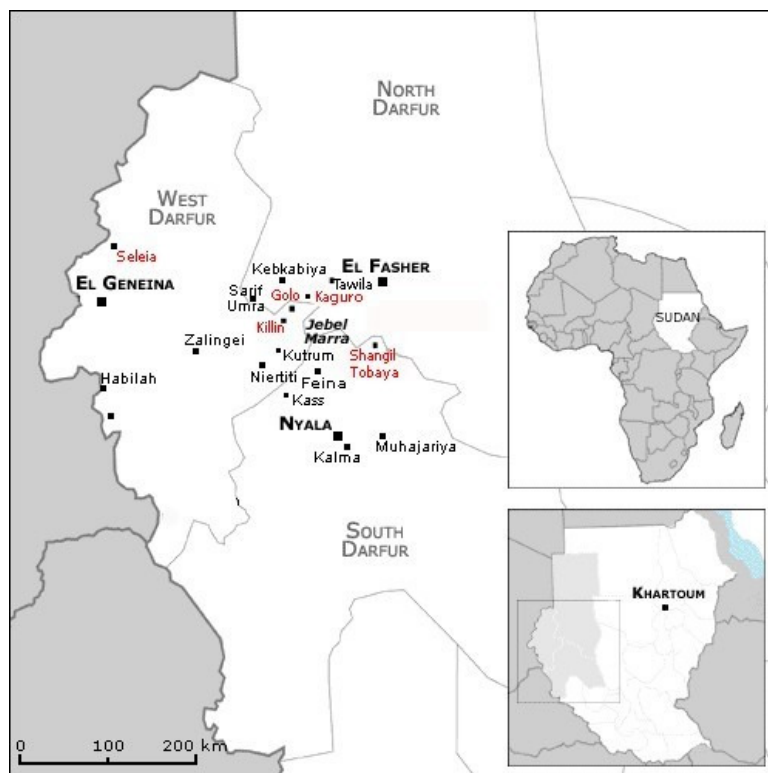 NORTH
DARFUR
WEST
DARFUR
Seleia
EL GENEINA
Kebkabiya
EL FASHER
Tawila
Sarif
Umra
Golo
Kaguro
Killin
Jebel
Marra
Zalingei
Kutrum
Shangil
Tobaya
Niertiti
Feina
Habilah
Kass
NYALA
Kalma
Muhajariya
SOUTH
DARFUR
0 100 200 km
SUDAN
KHARTOUM